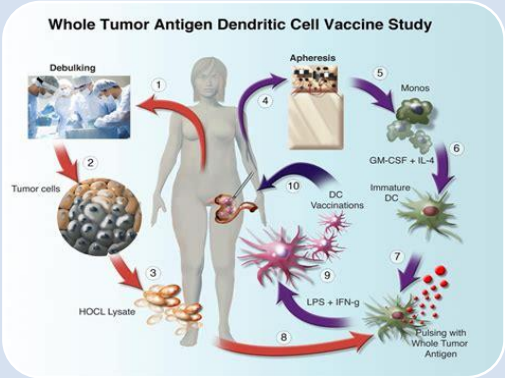 Whole Tumor Antigen Dendritic Cell Vaccine Study
Debulking
1
2
Tumor cells
3
HOCL Lysate
Apheresis
4
5
Monos
GM-CSF + IL-4
6
Immature
DC
7
Pulsing with
Whole Tumor
Antigen
8
LPS + IFN-g
9
DC
Vaccinations
10